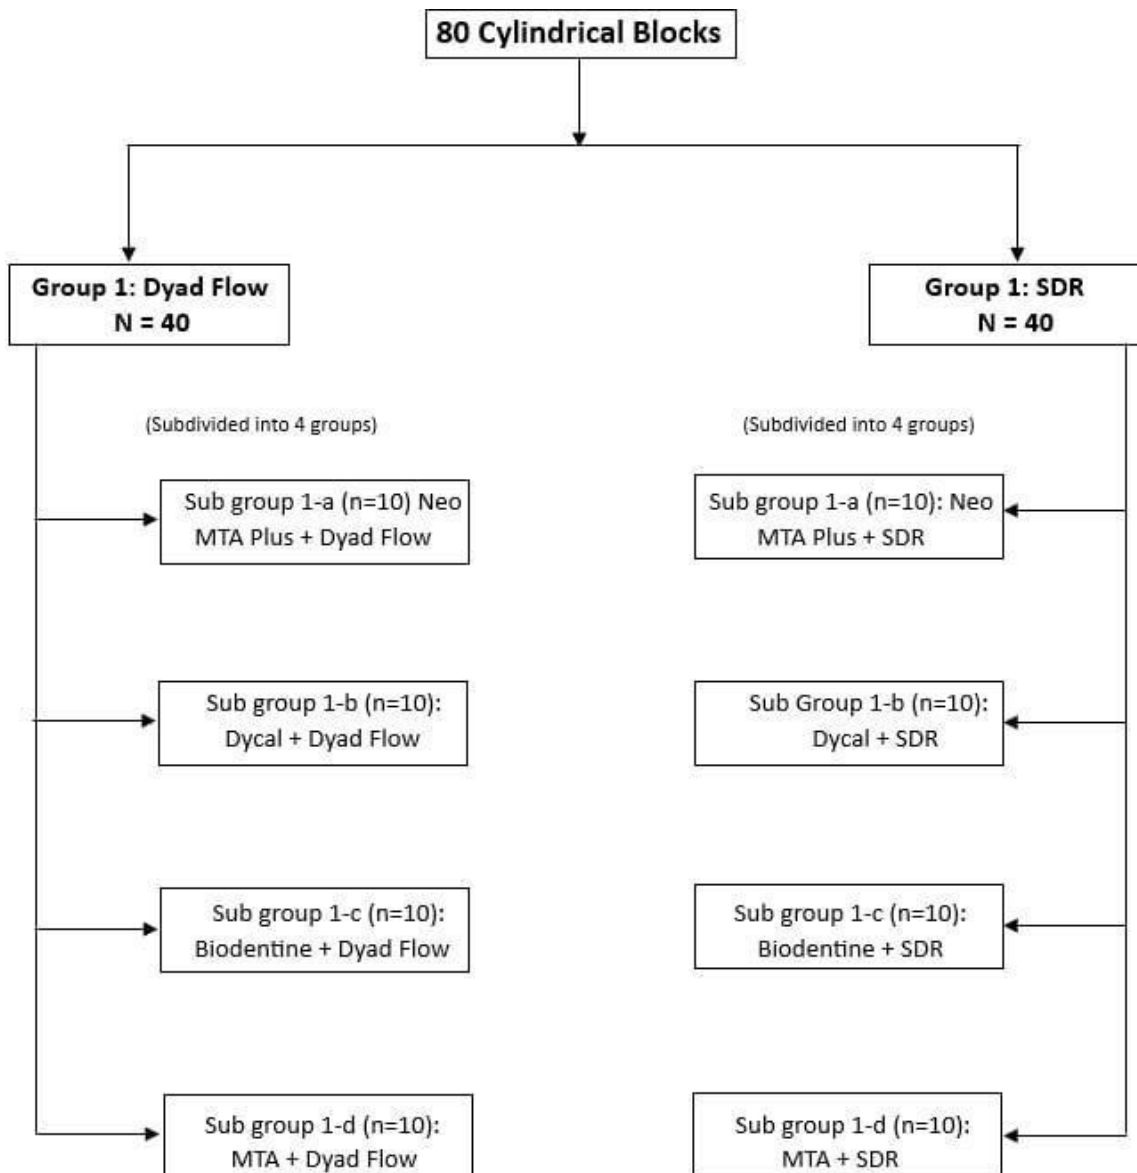 80 Cylindrical Blocks
Group 1: Dyad Flow
N = 40
Group 1: SDR
N = 40
(Subdivided into 4 groups)
(Subdivided into 4 groups)
Sub group 1-a (n=10) Neo
MTA Plus + Dyad Flow
Sub group 1-a (n=10): Neo
MTA Plus + SDR
Sub group 1-b (n=10):
Dycal + Dyad Flow
Sub Group 1-b (n=10):
Dycal + SDR
Sub group 1-c (n=10):
Biodentine + Dyad Flow
Sub group 1-c (n=10):
Biodentine + SDR
Sub group 1-d (n=10):
MTA + Dyad Flow
Sub group 1-d (n=10):
MTA + SDR